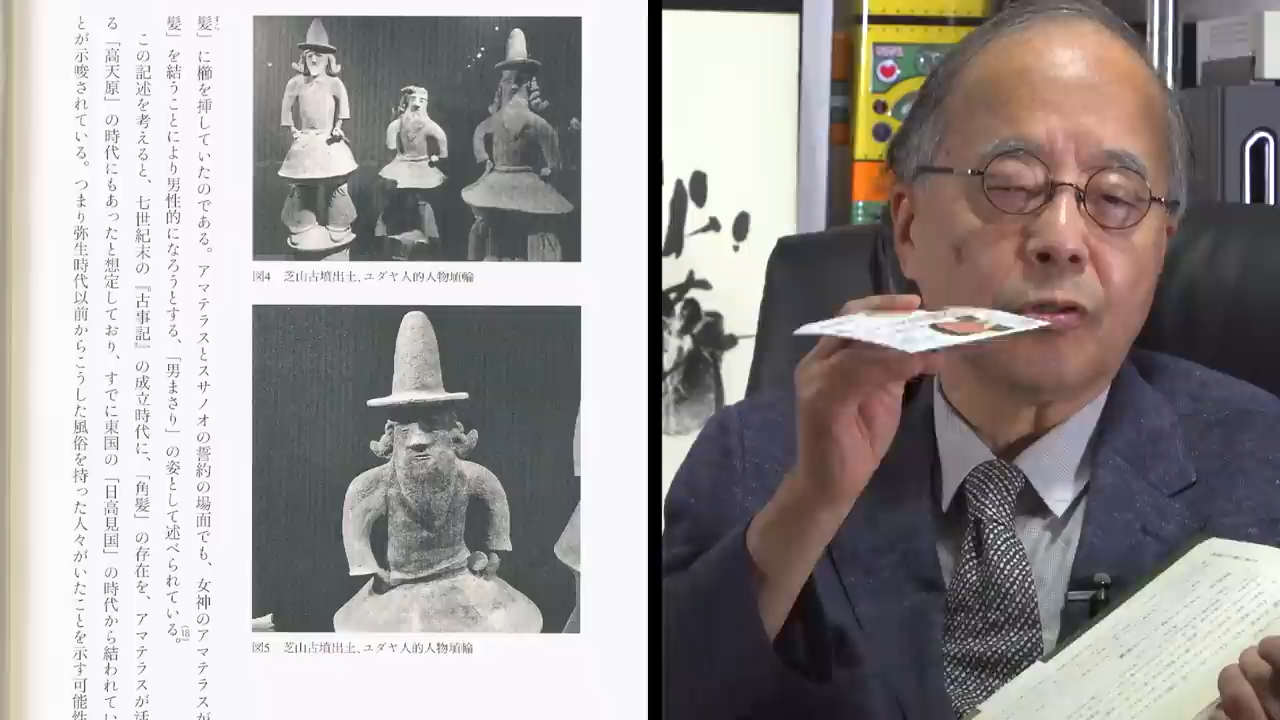 髪」に櫛を挿していたのである。アマテラスとスサノオの誓約の場面でも、女神のアマテラスが
髪」を結うことにより男性的になろうとする、「男まさり」の姿として述べられている。(18)
この記述を考えると、七世紀末の『古事記』の成立時代に、「角髪」の存在を、アマテラスが活
る「高天原」の時代にもあったと想定しており、すでに東国の「日高見国」の時代から結われてい
とが示唆されている。つまり弥生時代以前からこうした風俗を持った人々がいたことを示す可能性
図4 芝山古墳出土、ユダヤ人的人物埴輪
図5 芝山古墳出土、ユダヤ人的人物埴輪